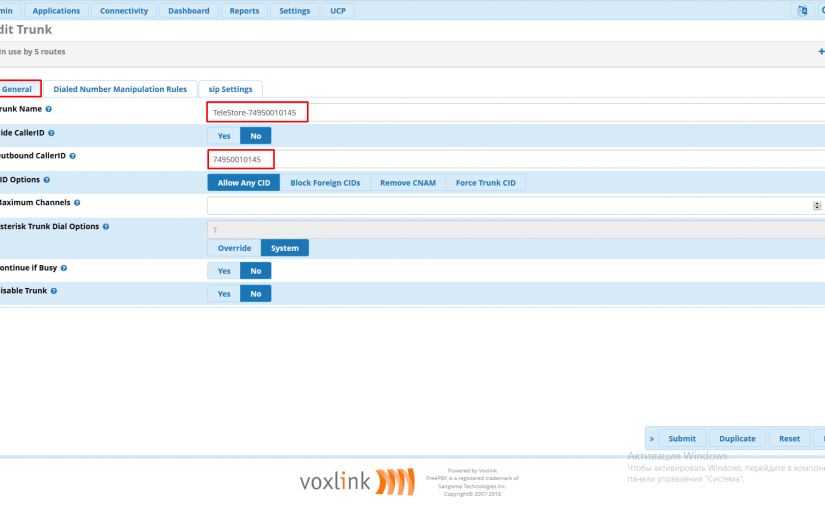 min Applications Connectivity Dashboard Reports Settings UCP
dit Trunk
In use by 5 routes
General Dialed Number Manipulation Rules sip Settings
runk Name
TeleStore-74950010145
ide CallerID
Yes No
utbound CallerID
74950010145
ID Options
Allow Any CID Block Foreign CIDs Remove CNAM Force Trunk CID
Maximum Channels
sterisk Trunk Dial Options
T
Override System
ontinue if Busy
Yes No
isable Trunk
Yes No
» Submit Duplicate Reset
Активация Windows
Чтобы активировать Windows, перейдите в компоне
панели управления "Система".
voxlink
Powered by Voxlink
FreePBX is a registered trademark of
Sangoma Technologies Inc.
Copyright© 2007-2018